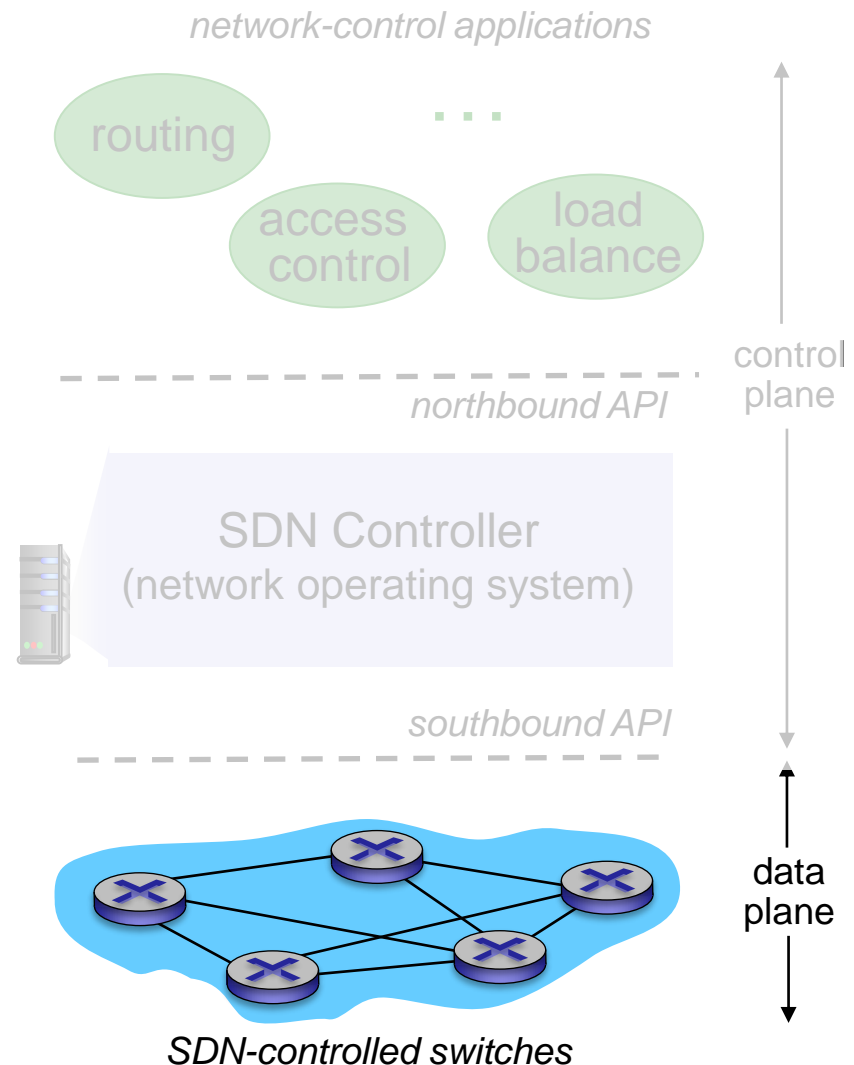 network-control applications
routing
...
access
control
load
balance
control
plane
northbound API
SDN Controller
(network operating system)
southbound API
data
plane
SDN-controlled switches